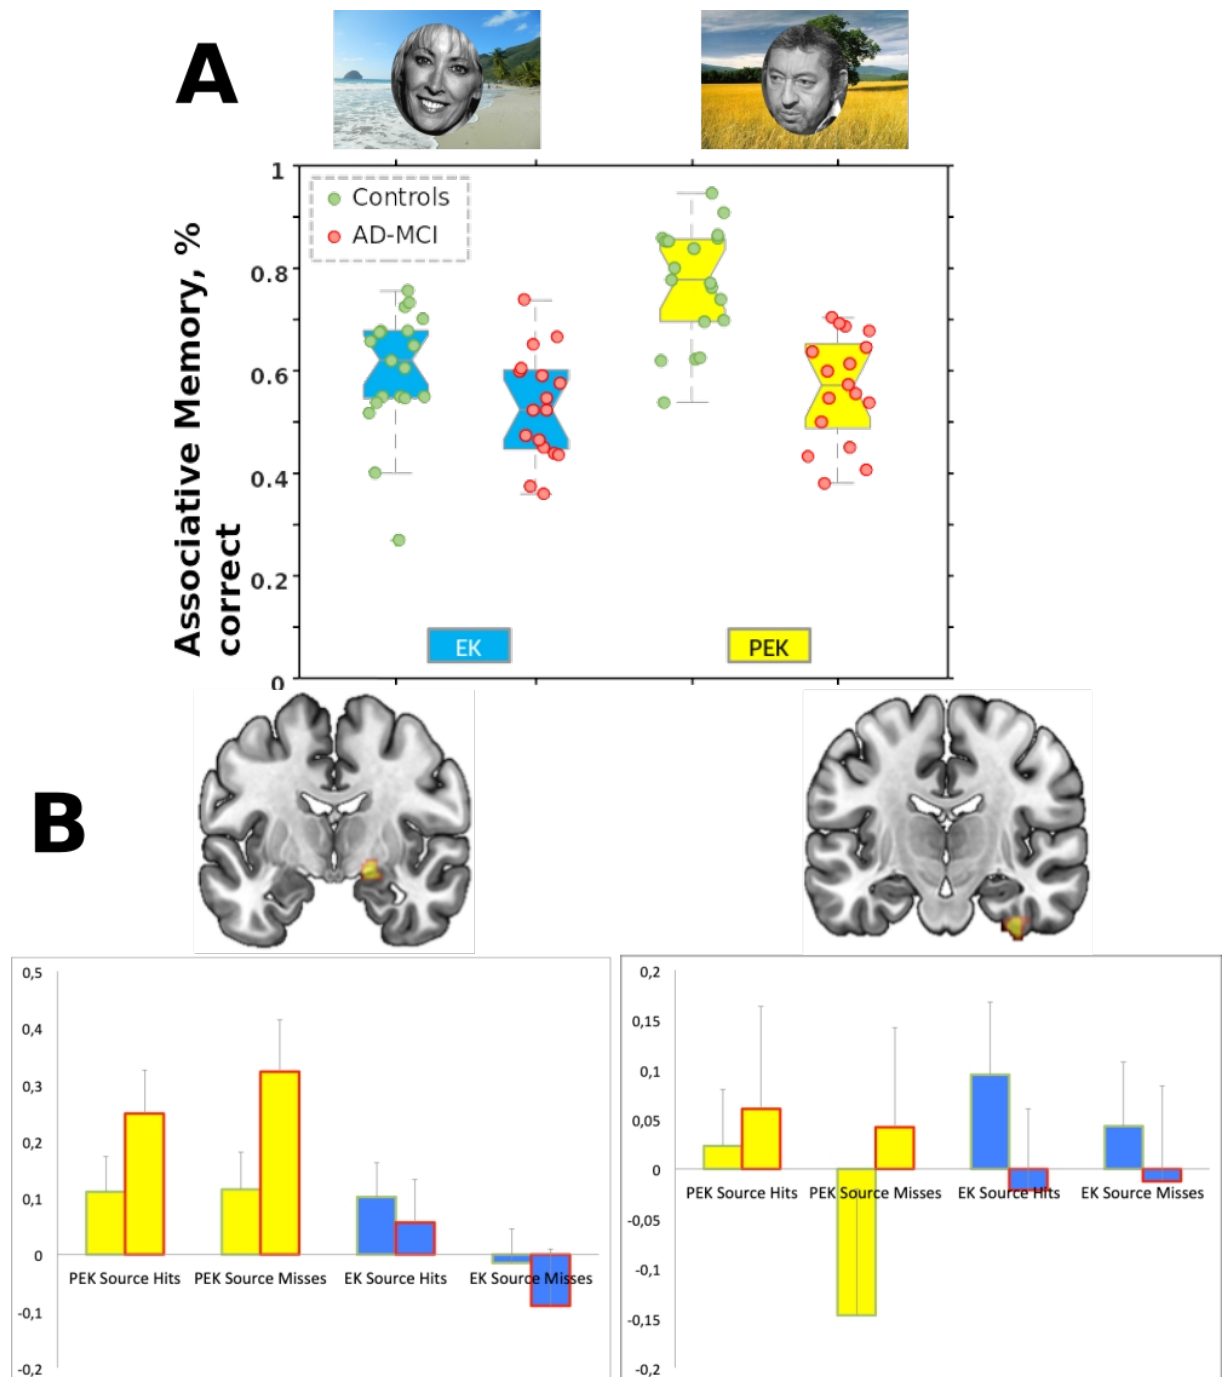 A
1
Controls
AD-MCI
0.8
0.6
0.4
0.2
0
Associative Memory, %
correct
EK
PEK
B
0,5
0,4
0,3
0,2
0,1
0
-0,1
-0,2
PEK Source Hits
PEK Source Misses
EK Source Hits
EK Source Misses
0,2
0,15
0,1
0,05
0
-0,05
-0,1
-0,15
-0,2
PEK Source Hits
PEK Source Misses
EK Source Hits
EK Source Misses